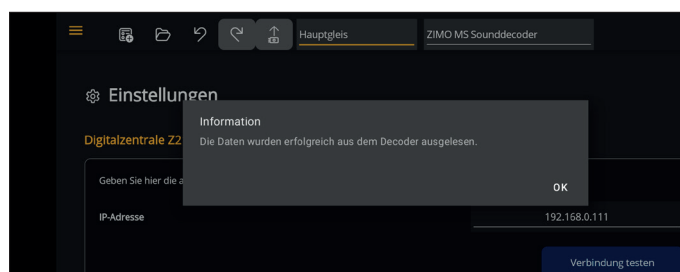 Hauptgleis
ZIMO MS Sounddecoder
Einstellungen
Information
Digitalzentrale Z2
Die Daten wurden erfolgreich aus dem Decoder ausgelesen.
Geben Sie hier die a
OK
IP-Adresse
192.168.0.111
Verbindung testen